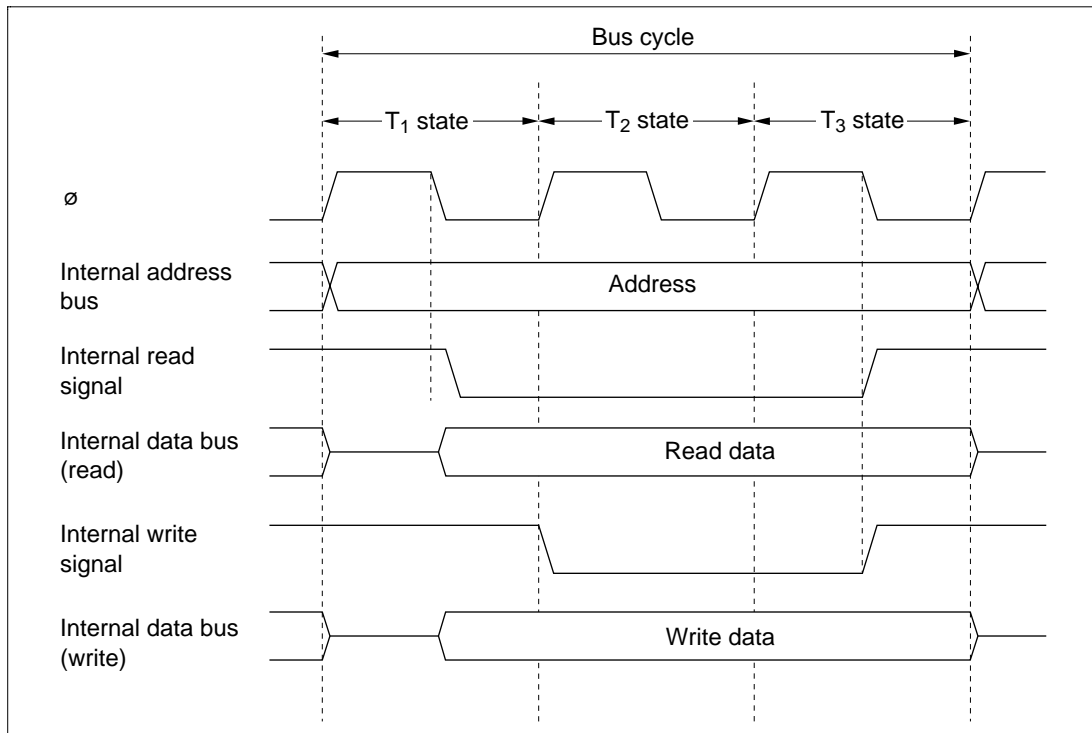 Bus cycle
T₁ state T₂ state T₃ state
ø
Internal address
bus
Address
Internal read
signal
Internal data bus
(read)
Read data
Internal write
signal
Internal data bus
(write)
Write data